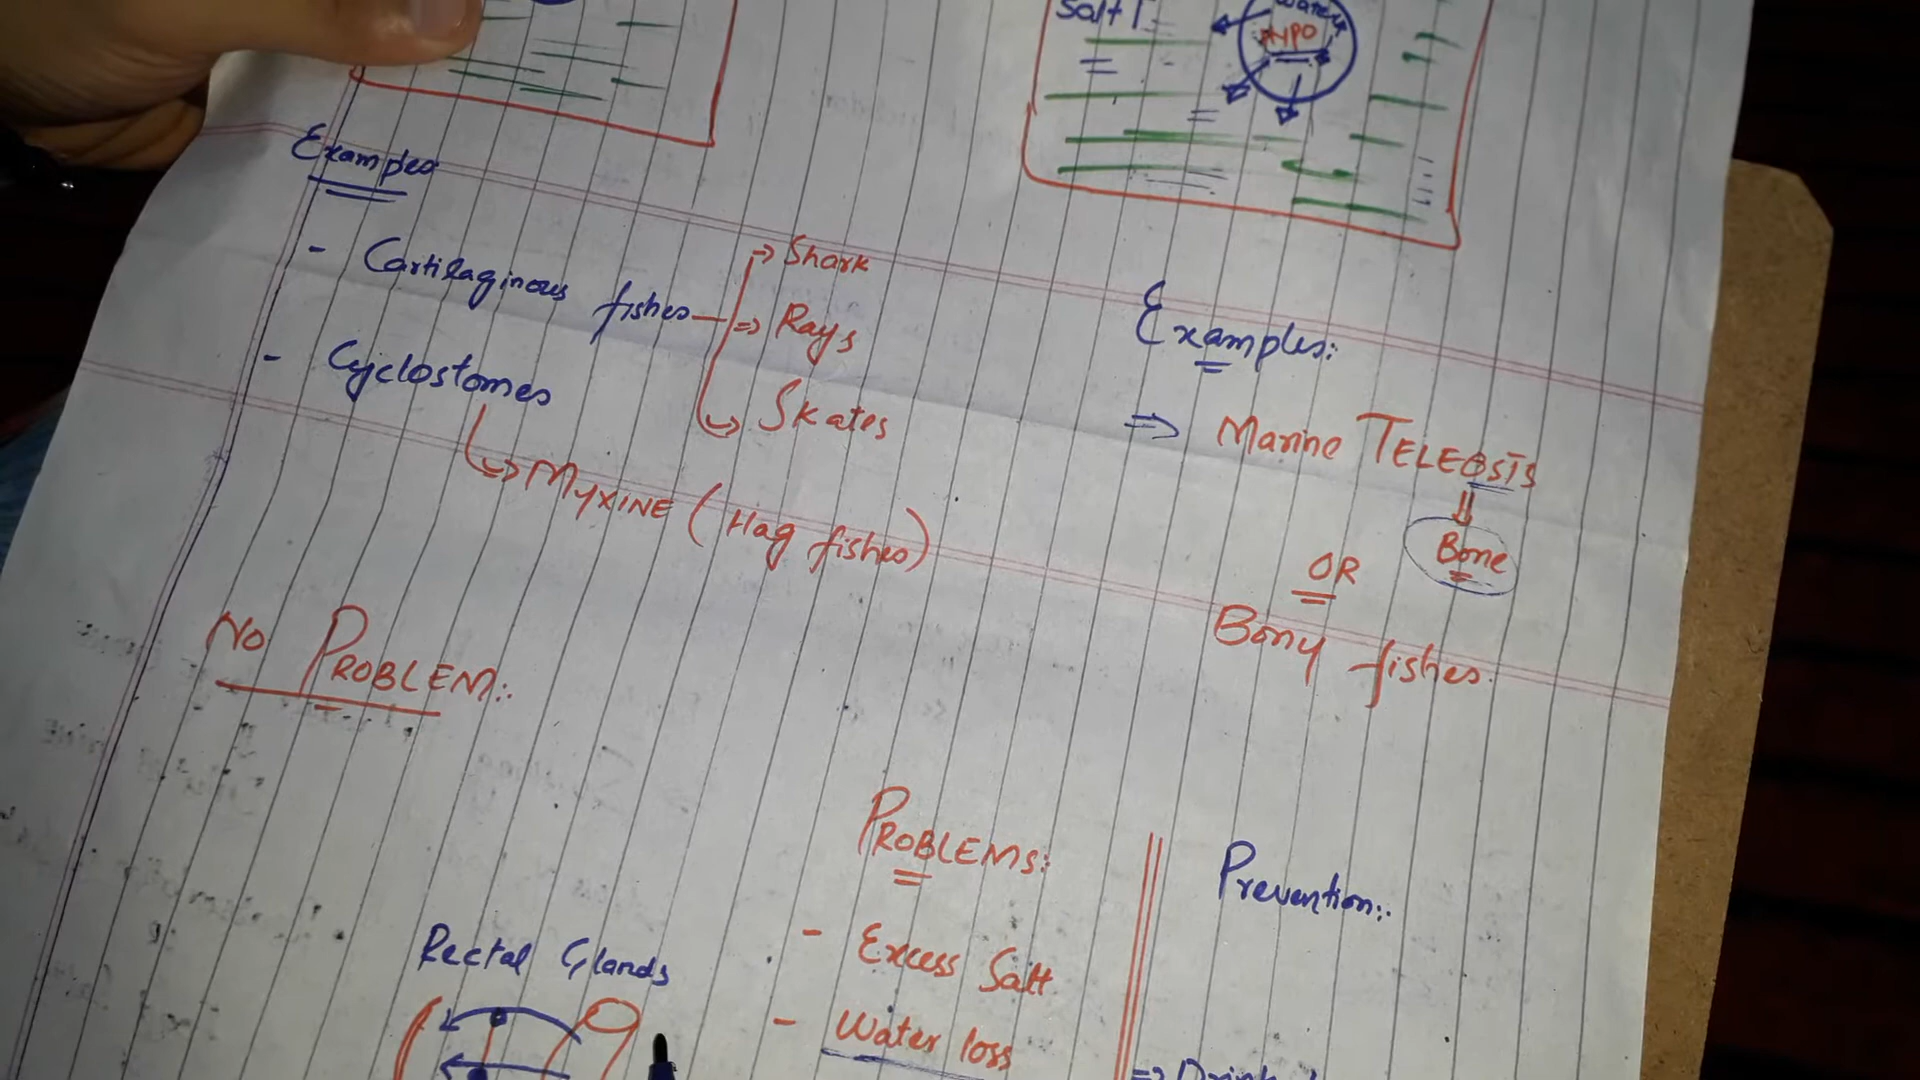 Salt ↑
Water
HYPO
Examples
- Cartilaginous fishes
⇒ Shark
⇒ Rays
⇒ Skates
- Cyclostomes
⇒ MYXINE (Hag fishes)
Examples:
⇒ Marine TELEOSTS
⇓
Bone
OR
Bony fishes
NO PROBLEM:.
PROBLEMS:
- Excess Salt
- Water loss
Prevention:.
⇒ Drink
Rectal Glands